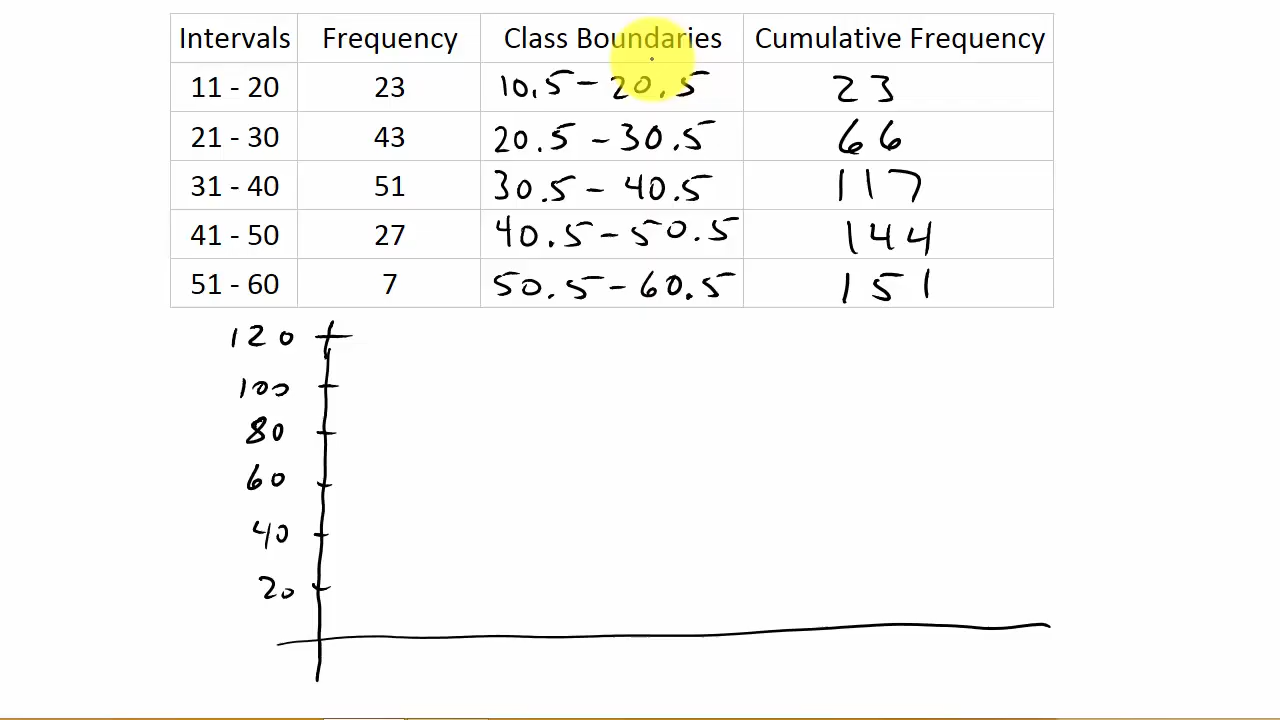 Intervals Frequency Class Boundaries Cumulative Frequency
11 - 20 23 10.5 - 20.5 23
21 - 30 43 20.5 - 30.5 66
31 - 40 51 30.5 - 40.5 117
41 - 50 27 40.5 - 50.5 144
51 - 60 7 50.5 - 60.5 151
120
100
80
60
40
20